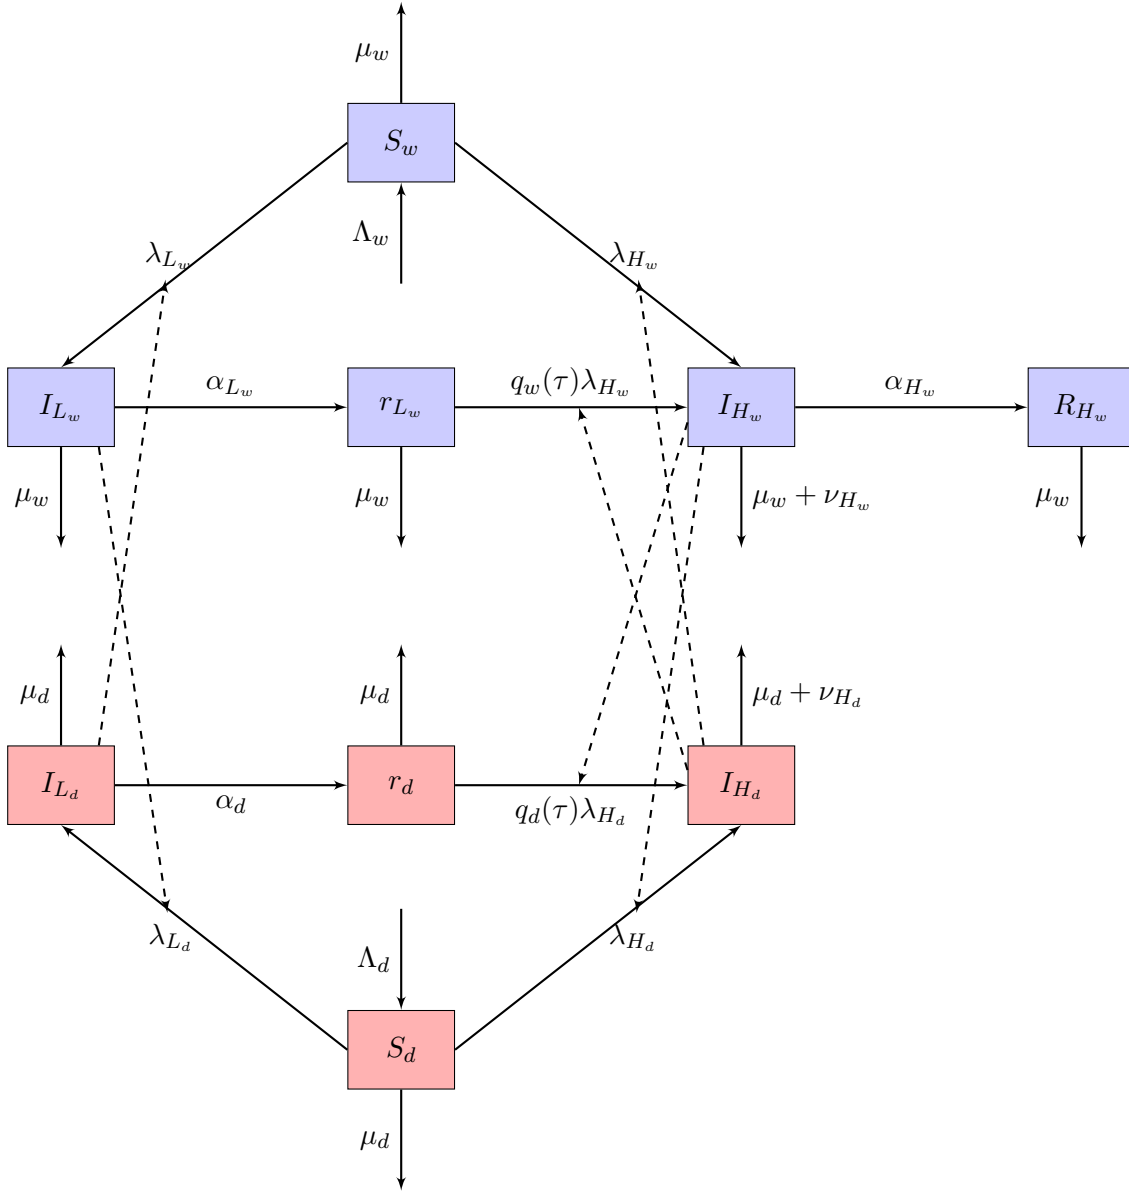 μ_w
S_w
Λ_w
λ_{L_w} λ_{H_w}
I_{L_w} α_{L_w} r_{L_w} q_w(τ)λ_{H_w} I_{H_w} α_{H_w} R_{H_w}
μ_w μ_w μ_w + ν_{H_w} μ_w
μ_d μ_d μ_d + ν_{H_d}
I_{L_d} α_d r_d q_d(τ)λ_{H_d} I_{H_d}
λ_{L_d} λ_{H_d}
Λ_d
S_d
μ_d